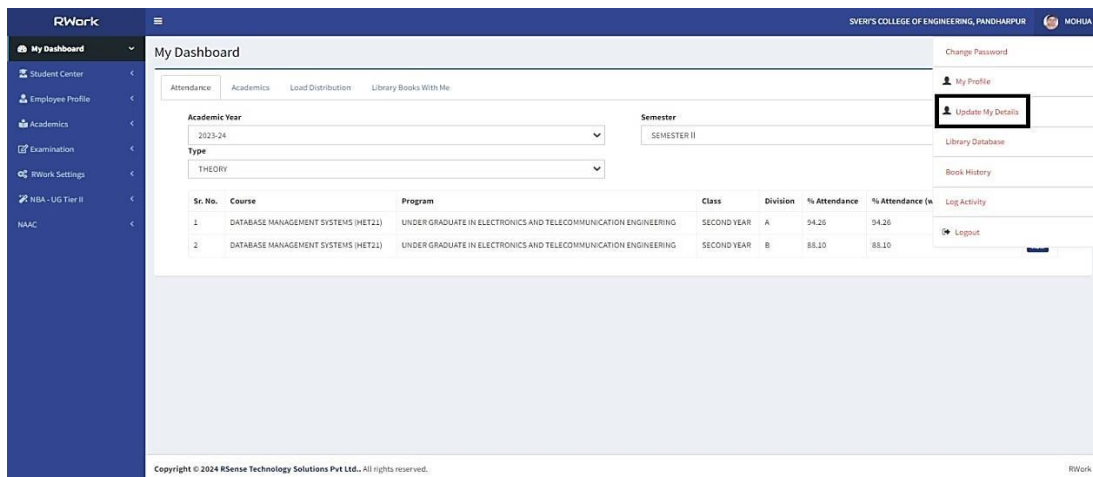 RWork
SVERI'S COLLEGE OF ENGINEERING, PANDHARPUR MOHUA
My Dashboard
Student Center
Employee Profile
Academics
Examination
RWork Settings
NBA - UG Tier II
NAAC
My Dashboard
Attendance Academics Load Distribution Library Books With Me
Academic Year Semester
2023-24 SEMESTER II
Type
THEORY
Sr. No. Course Program Class Division % Attendance % Attendance (w
1 DATABASE MANAGEMENT SYSTEMS (HET21) UNDER GRADUATE IN ELECTRONICS AND TELECOMMUNICATION ENGINEERING SECOND YEAR A 94.26 94.26
2 DATABASE MANAGEMENT SYSTEMS (HET21) UNDER GRADUATE IN ELECTRONICS AND TELECOMMUNICATION ENGINEERING SECOND YEAR B 88.10 88.10
Change Password
My Profile
Update My Details
Library Database
Book History
Log Activity
Logout
Copyright © 2024 RSense Technology Solutions Pvt Ltd.. All rights reserved.
RWork